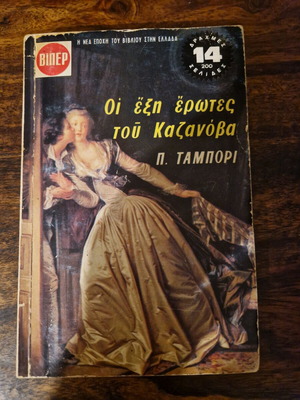 ΒΙΠΕΡ
Η ΝΕΑ ΕΠΟΧΗ ΤΟΥ ΒΙΒΛΙΟΥ ΣΤΗΝ ΕΛΛΑΔΑ
ΔΡΑΧΜΕΣ
14
200
ΣΕΛΙΔΕΣ
Οἱ ἕξη ἔρωτες
τοῦ Καζανόβα
Π. ΤΑΜΠΟΡΙ